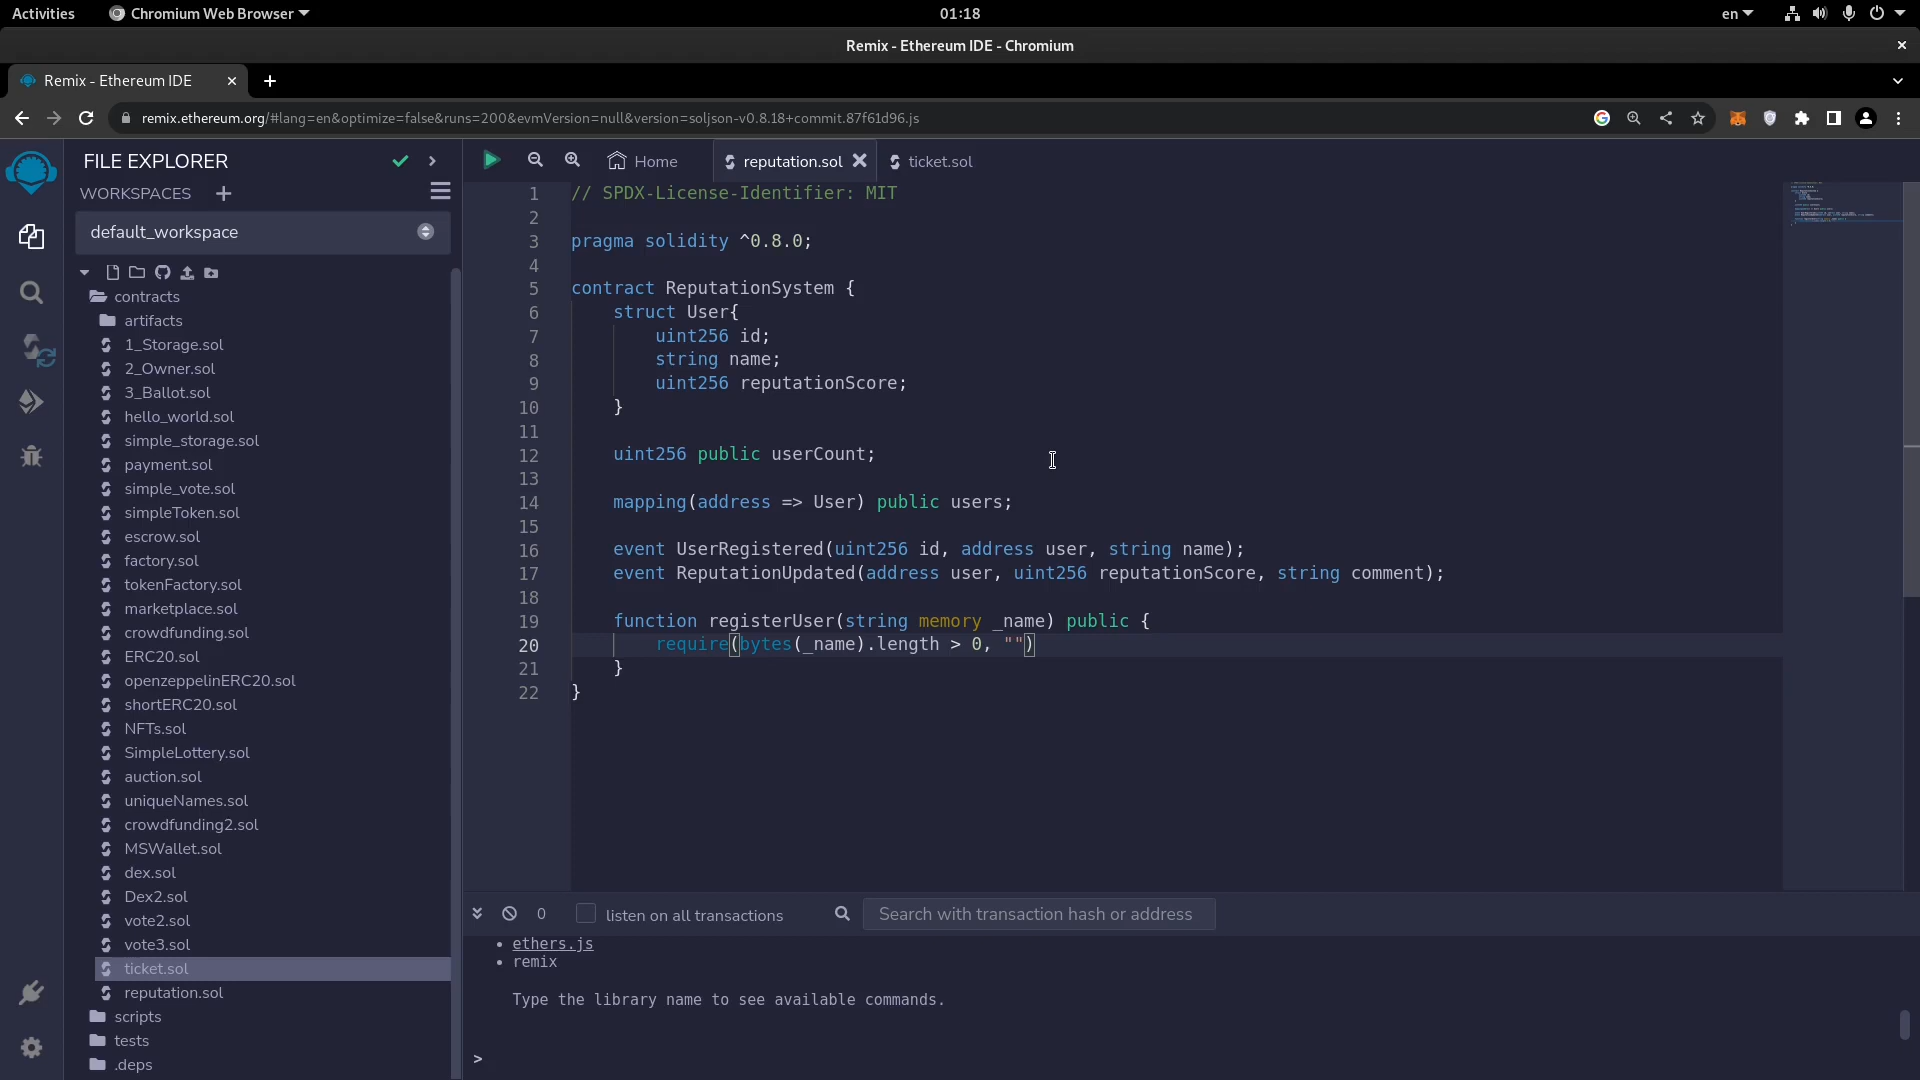 Activities
Chromium Web Browser
01:18
en
Remix - Ethereum IDE - Chromium
Remix - Ethereum IDE
remix.ethereum.org/#lang=en&optimize=false&runs=200&evmVersion=null&version=soljson-v0.8.18+commit.87f61d96.js
FILE EXPLORER
WORKSPACES
default_workspace
contracts
artifacts
1_Storage.sol
2_Owner.sol
3_Ballot.sol
hello_world.sol
simple_storage.sol
payment.sol
simple_vote.sol
simpleToken.sol
escrow.sol
factory.sol
tokenFactory.sol
marketplace.sol
crowdfunding.sol
ERC20.sol
openzeppelinERC20.sol
shortERC20.sol
NFTs.sol
SimpleLottery.sol
auction.sol
uniqueNames.sol
crowdfunding2.sol
MSWallet.sol
dex.sol
Dex2.sol
vote2.sol
vote3.sol
ticket.sol
reputation.sol
scripts
tests
.deps
Home
reputation.sol
ticket.sol
1 // SPDX-License-Identifier: MIT
2
3 pragma solidity ^0.8.0;
4
5 contract ReputationSystem {
6 struct User{
7 uint256 id;
8 string name;
9 uint256 reputationScore;
10 }
11
12 uint256 public userCount;
13
14 mapping(address => User) public users;
15
16 event UserRegistered(uint256 id, address user, string name);
17 event ReputationUpdated(address user, uint256 reputationScore, string comment);
18
19 function registerUser(string memory _name) public {
20 require(bytes(_name).length > 0, "")
21 }
22 }
0
listen on all transactions
Search with transaction hash or address
• ethers.js
• remix
Type the library name to see available commands.
>